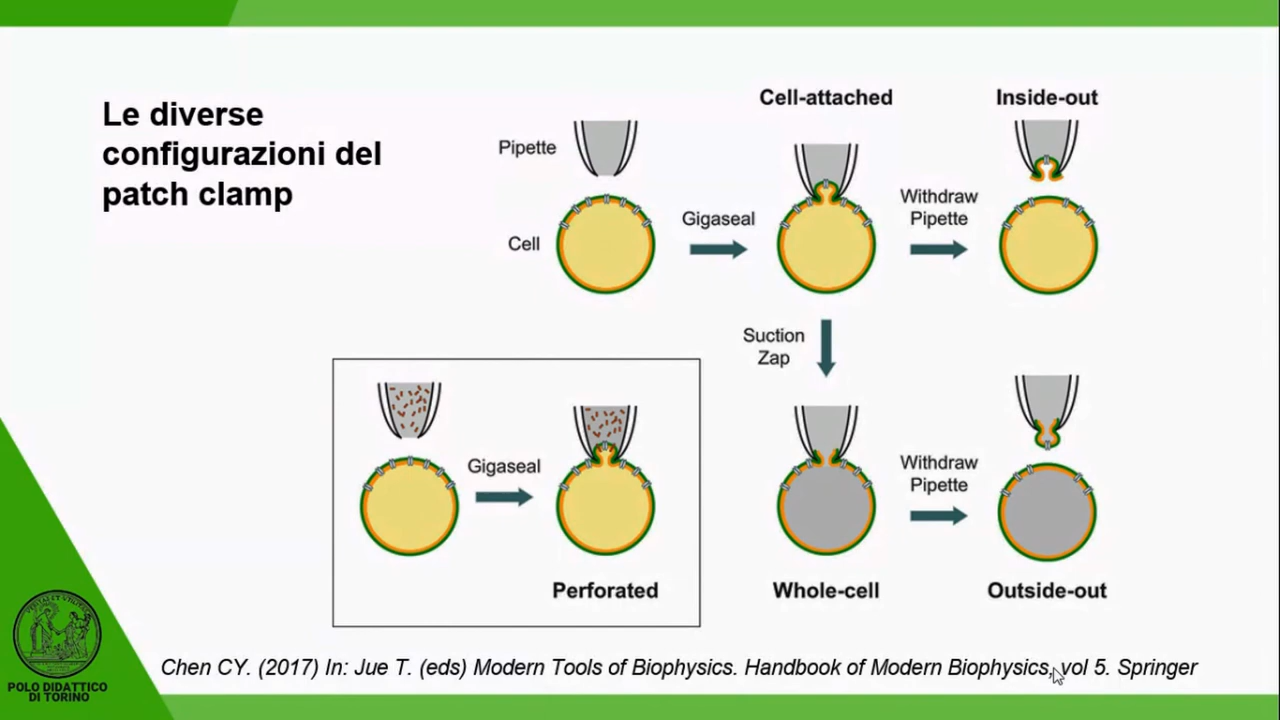 Le diverse
configurazioni del
patch clamp
Cell-attached
Inside-out
Pipette
Cell
Gigaseal
Withdraw
Pipette
Suction
Zap
Gigaseal
Withdraw
Pipette
Perforated
Whole-cell
Outside-out
Chen CY. (2017) In: Jue T. (eds) Modern Tools of Biophysics. Handbook of Modern Biophysics, vol 5. Springer
POLO DIDATTICO
DI TORINO